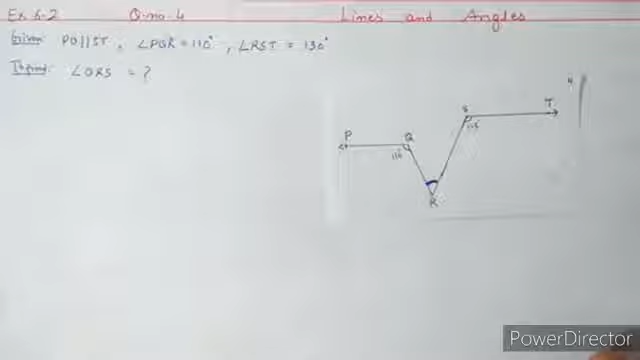 Ex 6.2 Q.no. 4 Lines and Angles
Given: PQ||ST, ∠PQR = 110°, ∠RST = 130°
To find: ∠QRS = ?
S T
P Q
110°
R
PowerDirector